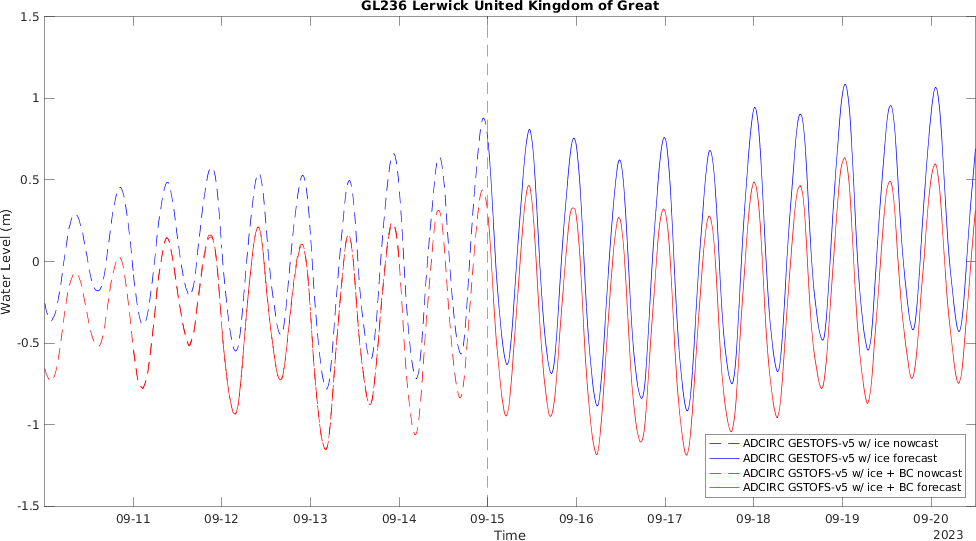 GL236 Lerwick United Kingdom of Great
1.5
1
0.5
0
-0.5
-1
-1.5
Water Level (m)
09-11 09-12 09-13 09-14 09-15 09-16 09-17 09-18 09-19 09-20
Time
2023
ADCIRC GESTOFS-v5 w/ ice nowcast
ADCIRC GESTOFS-v5 w/ ice forecast
ADCIRC GSTOFS-v5 w/ ice + BC nowcast
ADCIRC GSTOFS-v5 w/ ice + BC forecast